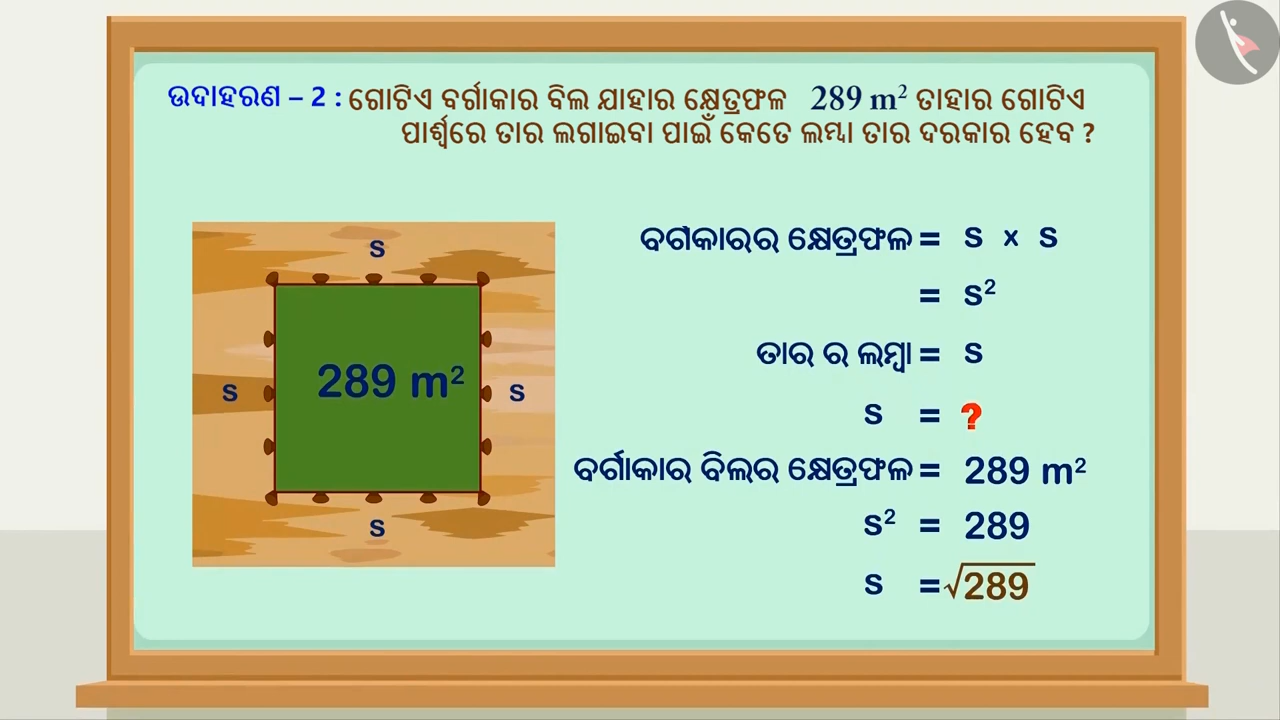 ଉଦାହରଣ – 2 : ଗୋଟିଏ ବର୍ଗାକାର ବିଲ ଯାହାର କ୍ଷେତ୍ରଫଳ 289 m² ତାହାର ଗୋଟିଏ
ପାର୍ଶ୍ୱରେ ତାର ଲଗାଇବା ପାଇଁ କେତେ ଲମ୍ବା ତାର ଦରକାର ହେବ ?
s
ବର୍ଗକାରର କ୍ଷେତ୍ରଫଳ = s x s
= s²
ତାର ର ଲମ୍ବା = s
289 m²
s s
s = ?
ବର୍ଗାକାର ବିଲର କ୍ଷେତ୍ରଫଳ = 289 m²
s
s² = 289
s = √289